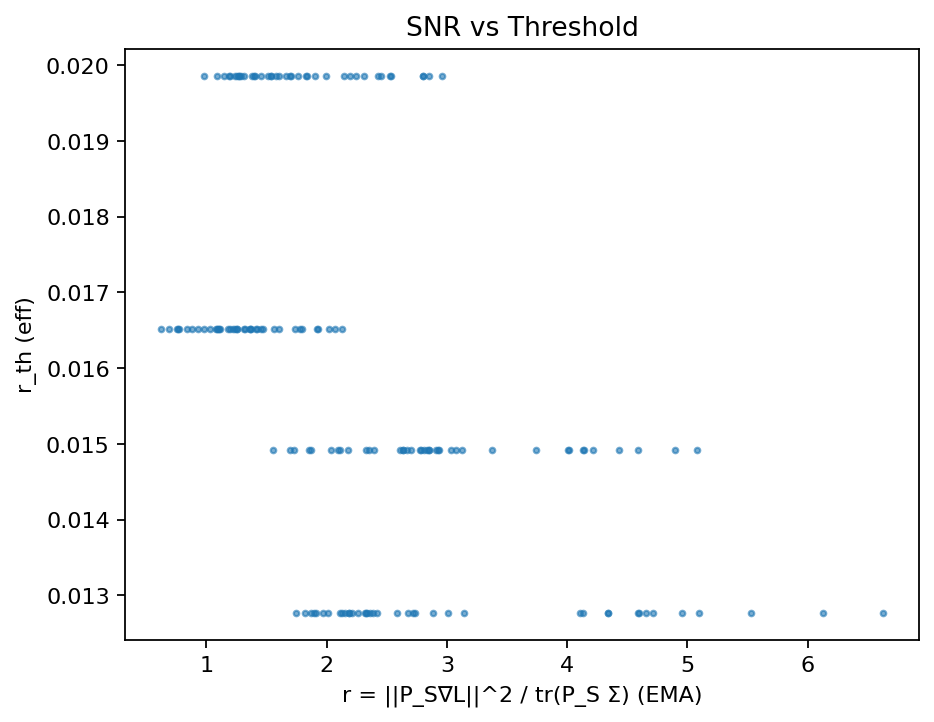 SNR vs Threshold
0.020
0.019
0.018
0.017
0.016
0.015
0.014
0.013
r_th (eff)
1 2 3 4 5 6
r = ||P_S∇L||^2 / tr(P_S Σ) (EMA)